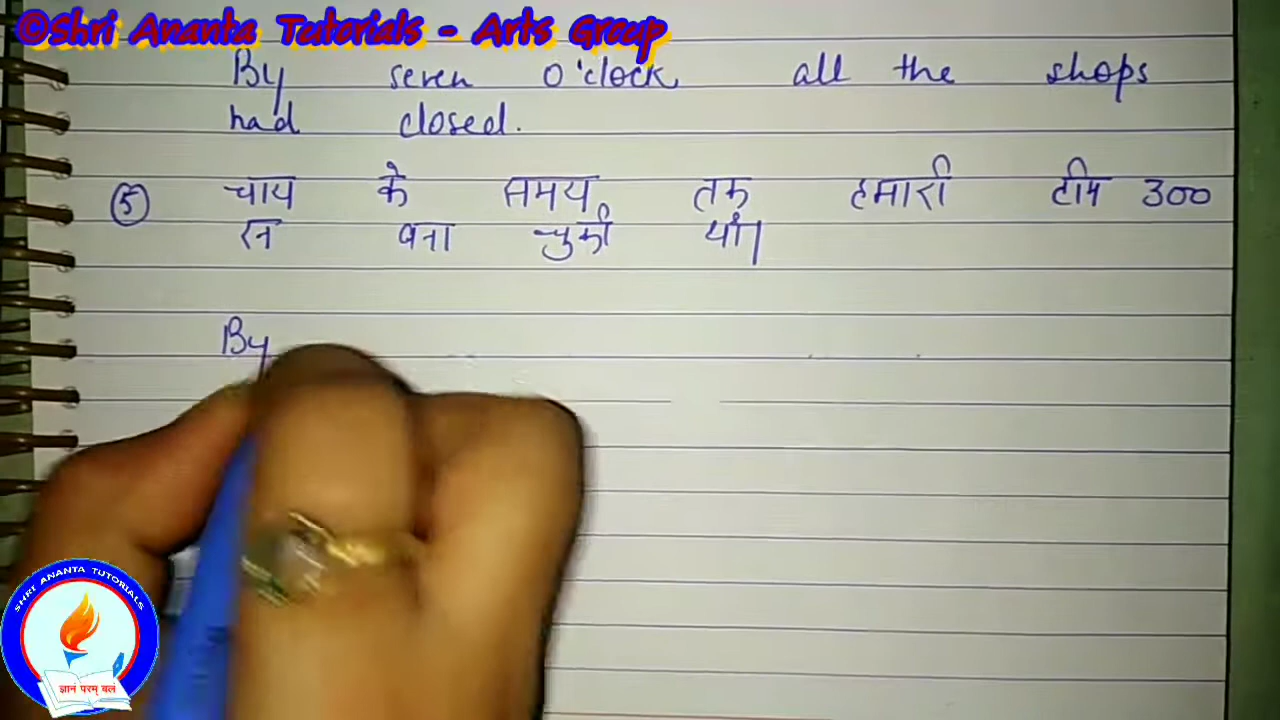 ©Shri Ananta Tutorials - Arts Group
By seven o'clock all the shops
had closed.
⑤ चाय के समय तक हमारी टीम 300
रन बना चुकी थी।
By
SHRI ANANTA TUTORIALS
ज्ञानं परमं बलं